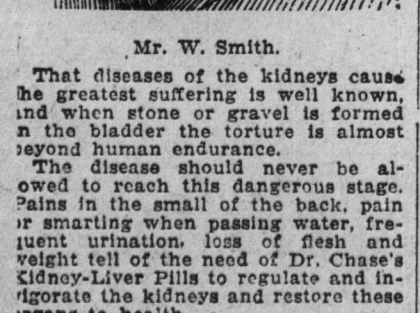 Mr. W. Smith.
That diseases of the kidneys cause
the greatest suffering is well known,
and when stone or gravel is formed
in the bladder the torture is almost
beyond human endurance.
The disease should never be al-
lowed to reach this dangerous stage.
Pains in the small of the back, pain
or smarting when passing water, fre-
quent urination, loss of flesh and
weight tell of the need of Dr. Chase's
Kidney-Liver Pills to regulate and in-
vigorate the kidneys and restore these
organs to health.